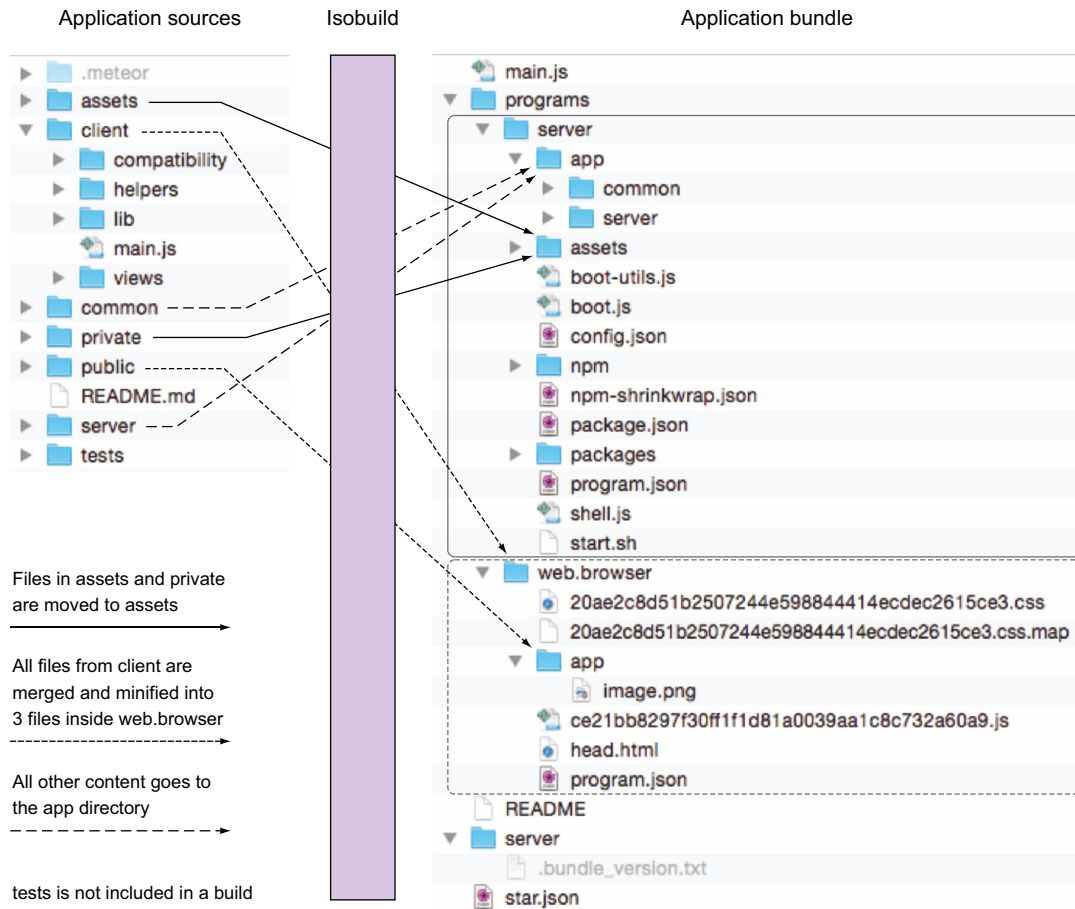 Application sources
Isobuild
Application bundle
.meteor
assets
client
compatibility
helpers
lib
main.js
views
common
private
public
README.md
server
tests
Files in assets and private
are moved to assets
All files from client are
merged and minified into
3 files inside web.browser
All other content goes to
the app directory
tests is not included in a build
main.js
programs
server
app
common
server
assets
boot-utils.js
boot.js
config.json
npm
npm-shrinkwrap.json
package.json
packages
program.json
shell.js
start.sh
web.browser
20ae2c8d51b2507244e598844414ecdec2615ce3.css
20ae2c8d51b2507244e598844414ecdec2615ce3.css.map
app
image.png
ce21bb8297f30ff1f1d81a0039aa1c8c732a60a9.js
head.html
program.json
README
server
.bundle_version.txt
star.json